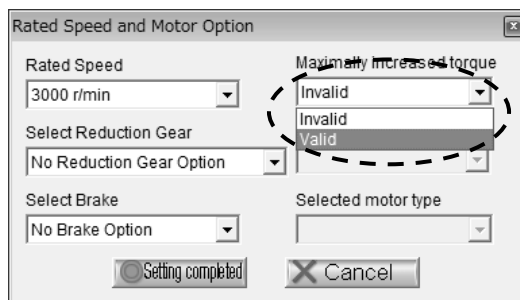 Rated Speed and Motor Option
Rated Speed
3000 r/min
Maximally increased torque
Invalid
Invalid
Valid
Select Reduction Gear
No Reduction Gear Option
Select Brake
No Brake Option
Selected motor type
Setting completed
Cancel